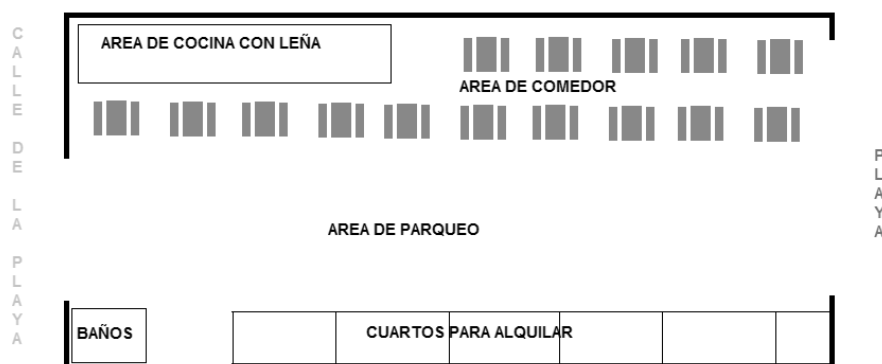 CALLE DE LA PLAYA
AREA DE COCINA CON LEÑA
AREA DE COMEDOR
PLAYA
AREA DE PARQUEO
BAÑOS
CUARTOS PARA ALQUILAR